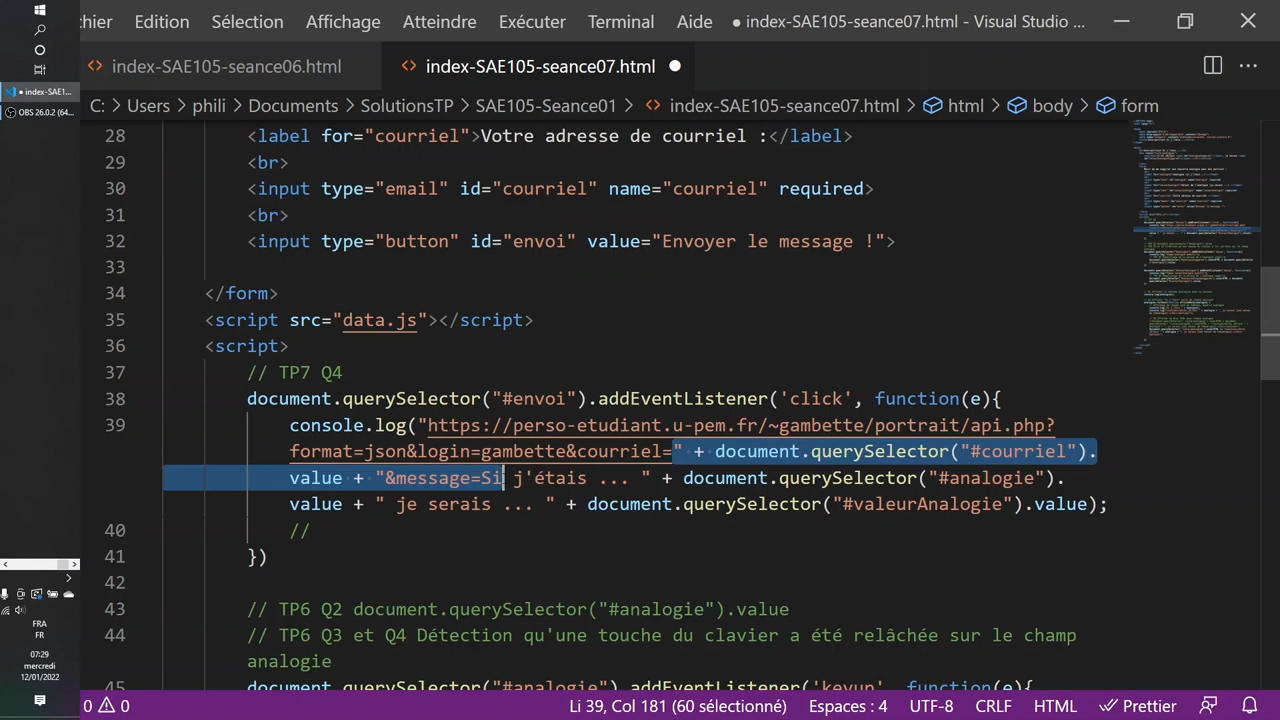 chier Edition Sélection Affichage Atteindre Exécuter Terminal Aide ● index-SAE105-seance07.html - Visual Studio ...
index-SAE105-seance06.html index-SAE105-seance07.html ● ...
C: > Users > phili > Documents > SolutionsTP > SAE105-Seance01 > index-SAE105-seance07.html > html > body > form
● index-SAE1...
OBS 26.0.2 (64...
28 <label for="courriel">Votre adresse de courriel :</label>
29 <br>
30 <input type="email" id="courriel" name="courriel" required>
31 <br>
32 <input type="button" id="envoi" value="Envoyer le message !">
33
34 </form>
35 <script src="data.js"></script>
36 <script>
37 // TP7 Q4
38 document.querySelector("#envoi").addEventListener('click', function(e){
39 console.log("https://perso-etudiant.u-pem.fr/~gambette/portrait/api.php?
format=json&login=gambette&courriel=" + document.querySelector("#courriel").
value + "&message=Si j'étais ... " + document.querySelector("#analogie").
value + " je serais ... " + document.querySelector("#valeurAnalogie").value);
40 //
41 })
42
43 // TP6 Q2 document.querySelector("#analogie").value
44 // TP6 Q3 et Q4 Détection qu'une touche du clavier a été relâchée sur le champ
analogie
45 document.querySelector("#analogie").addEventListener('keyup', function(e){
FRA
FR
07:29
mercredi
12/01/2022
0 0 Li 39, Col 181 (60 sélectionné) Espaces : 4 UTF-8 CRLF HTML Prettier